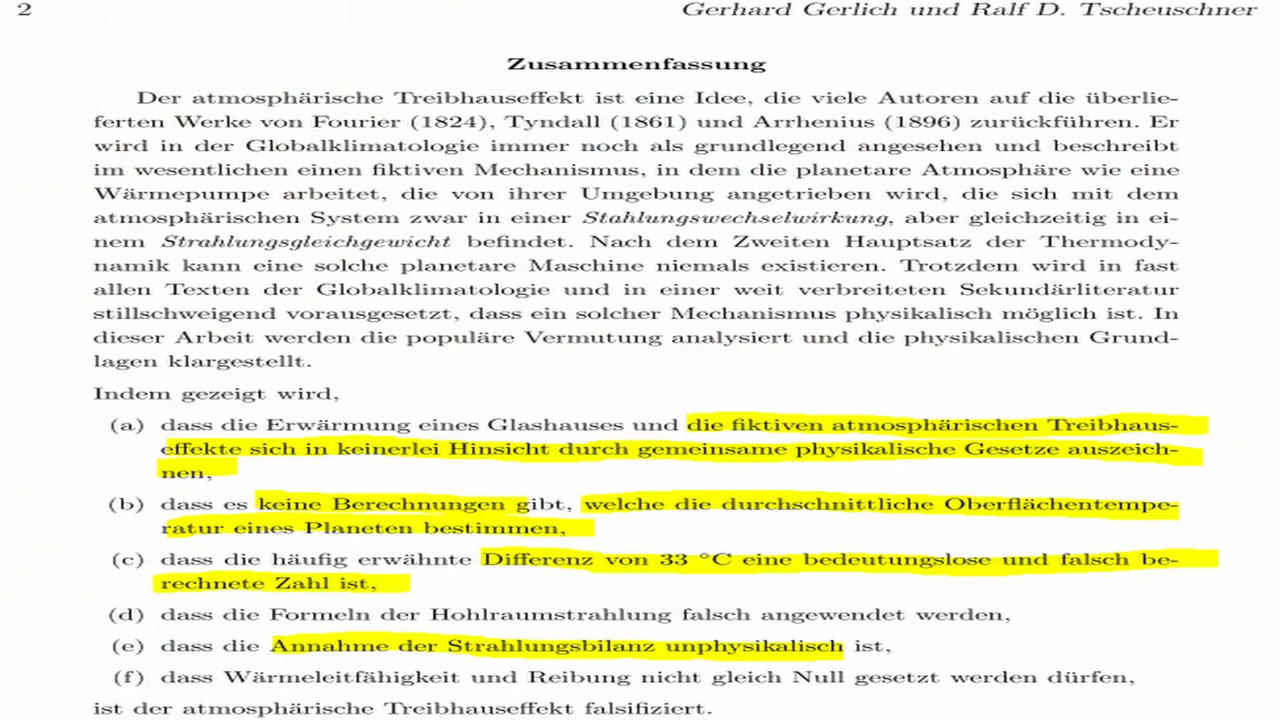 2 Gerhard Gerlich und Ralf D. Tscheuschner
Zusammenfassung
Der atmosphärische Treibhauseffekt ist eine Idee, die viele Autoren auf die überlie-
ferten Werke von Fourier (1824), Tyndall (1861) und Arrhenius (1896) zurückführen. Er
wird in der Globalklimatologie immer noch als grundlegend angesehen und beschreibt
im wesentlichen einen fiktiven Mechanismus, in dem die planetare Atmosphäre wie eine
Wärmepumpe arbeitet, die von ihrer Umgebung angetrieben wird, die sich mit dem
atmosphärischen System zwar in einer Stahlungswechselwirkung, aber gleichzeitig in ei-
nem Strahlungsgleichgewicht befindet. Nach dem Zweiten Hauptsatz der Thermody-
namik kann eine solche planetare Maschine niemals existieren. Trotzdem wird in fast
allen Texten der Globalklimatologie und in einer weit verbreiteten Sekundärliteratur
stillschweigend vorausgesetzt, dass ein solcher Mechanismus physikalisch möglich ist. In
dieser Arbeit werden die populäre Vermutung analysiert und die physikalischen Grund-
lagen klargestellt.
Indem gezeigt wird,
(a) dass die Erwärmung eines Glashauses und die fiktiven atmosphärischen Treibhaus-
effekte sich in keinerlei Hinsicht durch gemeinsame physikalische Gesetze auszeich-
nen,
(b) dass es keine Berechnungen gibt, welche die durchschnittliche Oberflächentempe-
ratur eines Planeten bestimmen,
(c) dass die häufig erwähnte Differenz von 33 °C eine bedeutungslose und falsch be-
rechnete Zahl ist,
(d) dass die Formeln der Hohlraumstrahlung falsch angewendet werden,
(e) dass die Annahme der Strahlungsbilanz unphysikalisch ist,
(f) dass Wärmeleitfähigkeit und Reibung nicht gleich Null gesetzt werden dürfen,
ist der atmosphärische Treibhauseffekt falsifiziert.